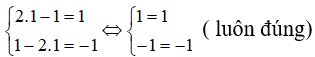 {2.1−1=1 ⇔ {1=1
{1−2.1=−1 {−1=−1 ( luôn đúng)